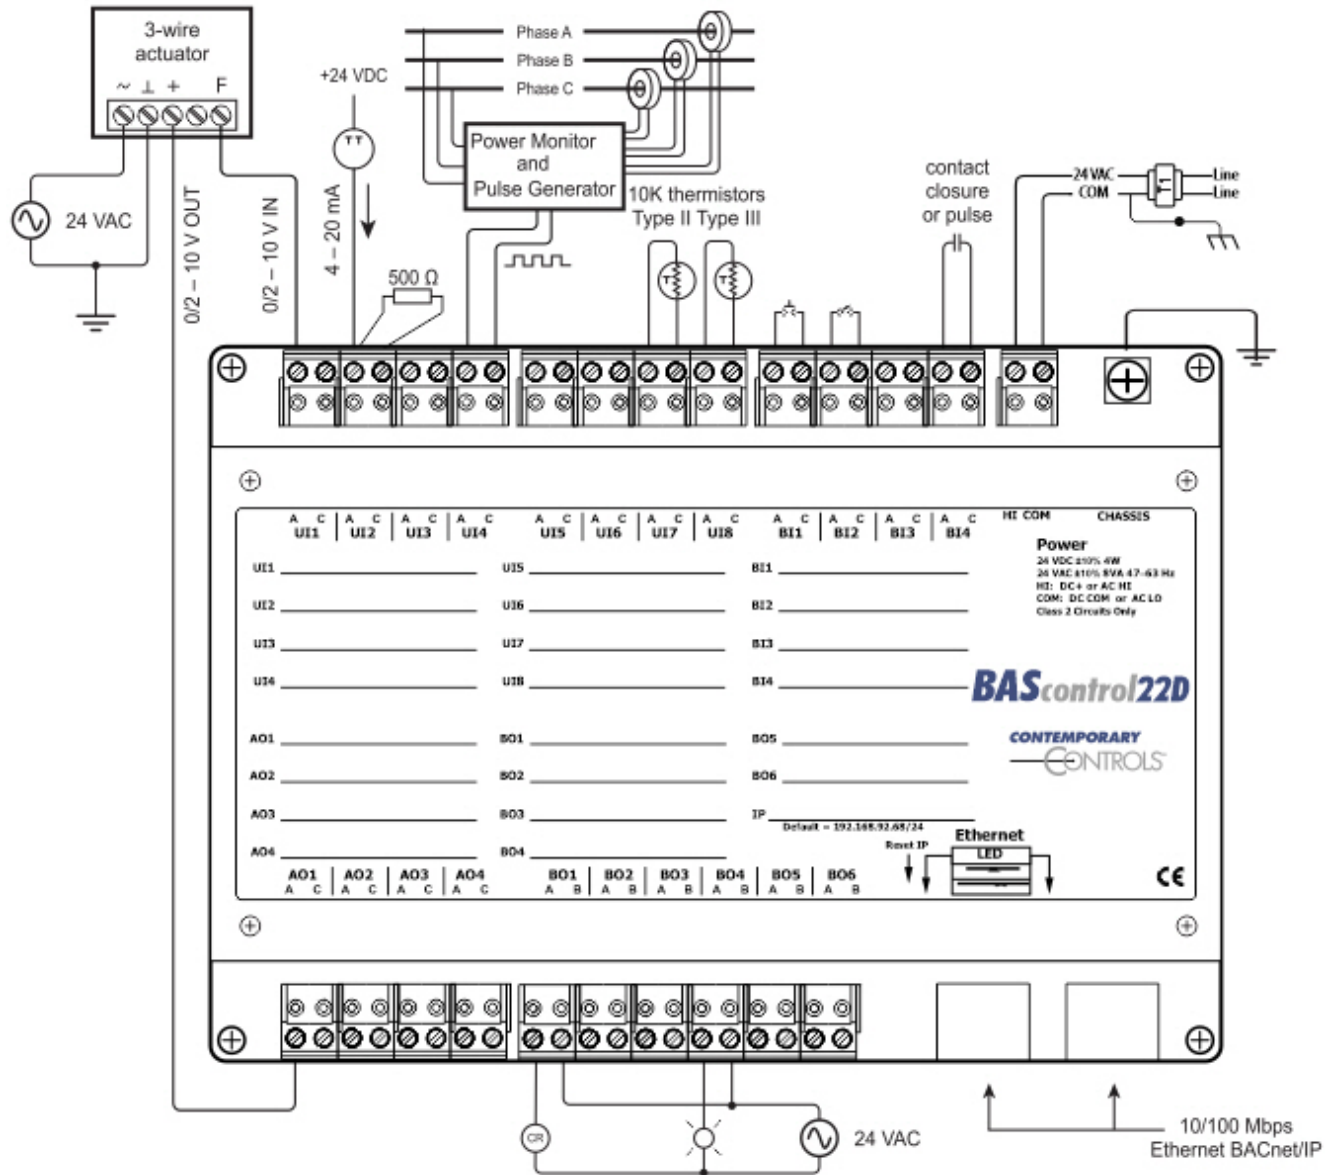 3-wire
actuator
~ ⊥ + F
24 VAC
0/2 – 10 V OUT
0/2 – 10 V IN
+24 VDC
TT
4 – 20 mA
500 Ω
Phase A
Phase B
Phase C
Power Monitor
and
Pulse Generator
10K thermistors
Type II Type III
T T
contact
closure
or pulse
24 VAC
COM
T1
Line
Line
A C A C A C A C A C A C A C A C A C A C A C A C
UI1 UI2 UI3 UI4 UI5 UI6 UI7 UI8 BI1 BI2 BI3 BI4
HI COM CHASSIS
Power
24 VDC ±10% 4W
24 VAC ±10% 8VA 47-63 Hz
HI: DC+ or AC HI
COM: DC COM or AC LO
Class 2 Circuits Only
UI1 UI5 BI1
UI2 UI6 BI2
UI3 UI7 BI3
UI4 UI8 BI4
BAScontrol22D
AO1 BO1 BO5
CONTEMPORARY
CONTROLS
AO2 BO2 BO6
AO3 BO3 IP
Default = 192.168.92.68/24
AO4 BO4
Reset IP
Ethernet
LED
AO1 AO2 AO3 AO4 BO1 BO2 BO3 BO4 BO5 BO6
A C A C A C A C A B A B A B A B A B A B
CE
CR
24 VAC
10/100 Mbps
Ethernet BACnet/IP